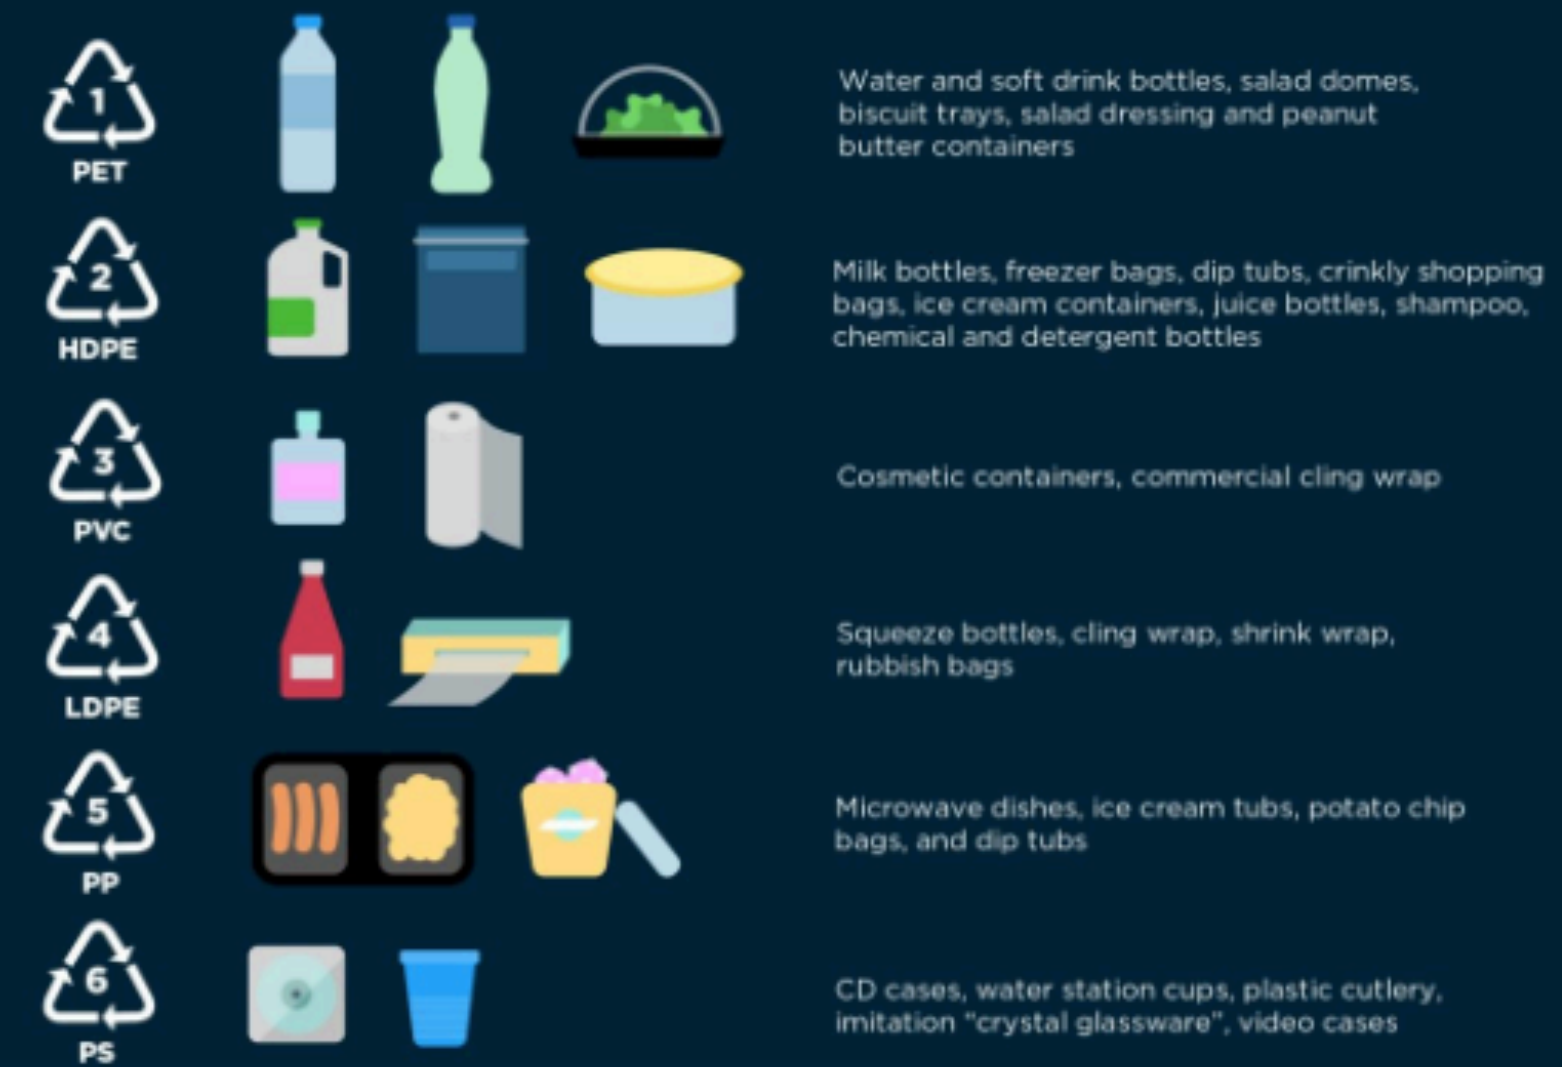 1
PET
Water and soft drink bottles, salad domes,
biscuit trays, salad dressing and peanut
butter containers
2
HDPE
Milk bottles, freezer bags, dip tubs, crinkly shopping
bags, ice cream containers, juice bottles, shampoo,
chemical and detergent bottles
3
PVC
Cosmetic containers, commercial cling wrap
4
LDPE
Squeeze bottles, cling wrap, shrink wrap,
rubbish bags
5
PP
Microwave dishes, ice cream tubs, potato chip
bags, and dip tubs
6
PS
CD cases, water station cups, plastic cutlery,
imitation “crystal glassware”, video cases